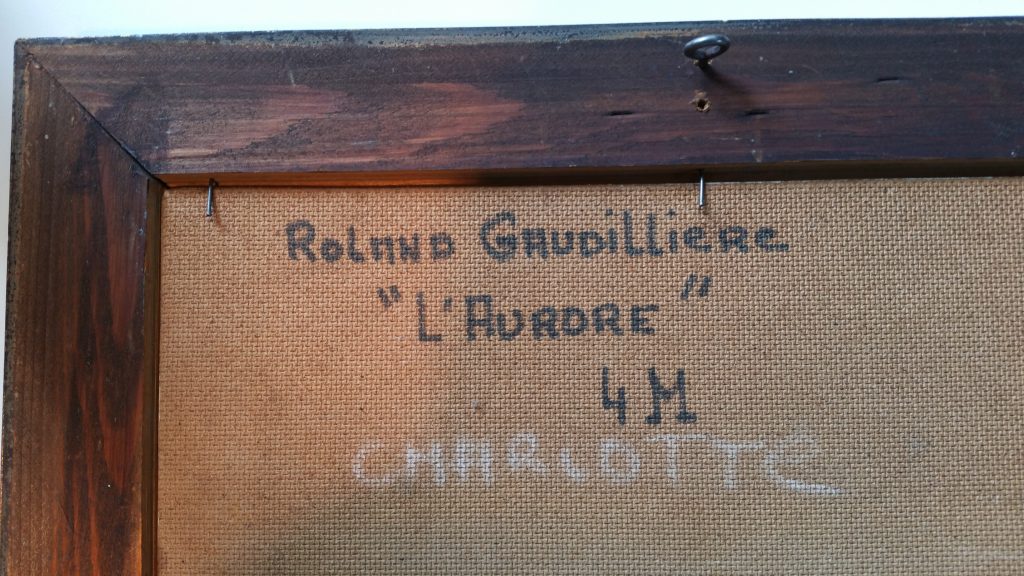 Roland Gaudilliere
"L'Aurore"
4M
CHARLOTTE